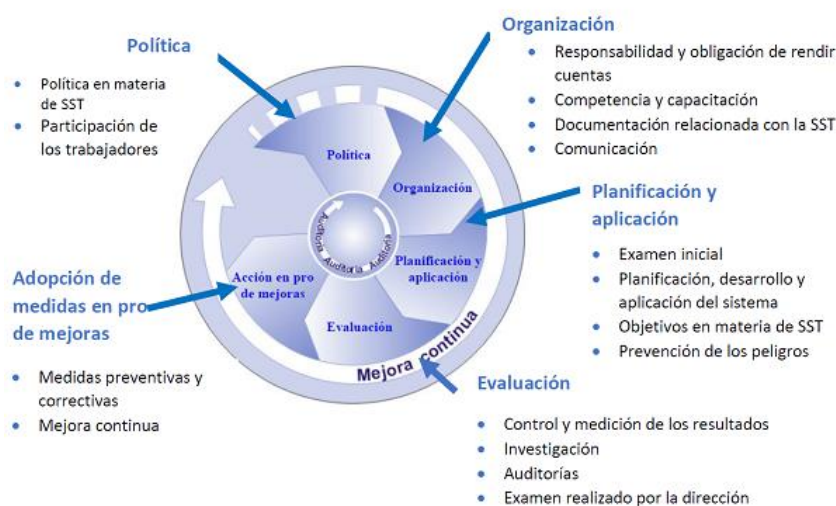 Política
• Política en materia
de SST
• Participación de
los trabajadores
Organización
• Responsabilidad y obligación de rendir
cuentas
• Competencia y capacitación
• Documentación relacionada con la SST
• Comunicación
Planificación y
aplicación
• Examen inicial
• Planificación, desarrollo y
aplicación del sistema
• Objetivos en materia de SST
• Prevención de los peligros
Evaluación
• Control y medición de los resultados
• Investigación
• Auditorías
• Examen realizado por la dirección
Adopción de
medidas en pro
de mejoras
• Medidas preventivas y
correctivas
• Mejora continua
Política
Organización
Planificación y
aplicación
Evaluación
Acción en pro
de mejoras
Auditoría Auditoría Auditoría
Mejora continua